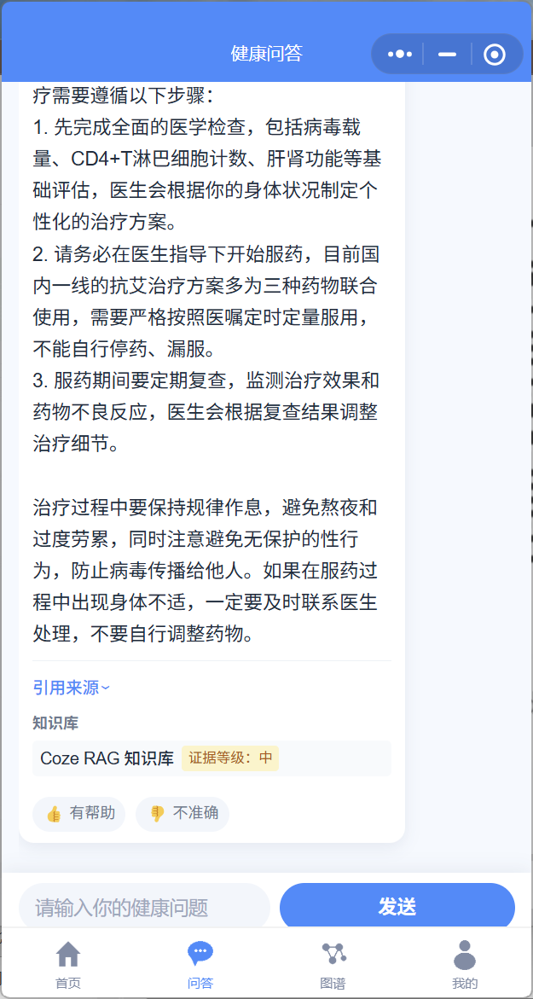 健康问答
疗需要遵循以下步骤：
1. 先完成全面的医学检查，包括病毒载
量、CD4+T淋巴细胞计数、肝肾功能等基
础评估，医生会根据你的身体状况制定个
性化的治疗方案。
2. 请务必在医生指导下开始服药，目前国
内一线的抗艾治疗方案多为三种药物联合
使用，需要严格按照医嘱定时定量服用，
不能自行停药、漏服。
3. 服药期间要定期复查，监测治疗效果和
药物不良反应，医生会根据复查结果调整
治疗细节。
治疗过程中要保持规律作息，避免熬夜和
过度劳累，同时注意避免无保护的性行
为，防止病毒传播给他人。如果在服药过
程中出现身体不适，一定要及时联系医生
处理，不要自行调整药物。
引用来源
知识库
Coze RAG 知识库 证据等级：中
有帮助 不准确
请输入你的健康问题 发送
首页 问答 图谱 我的